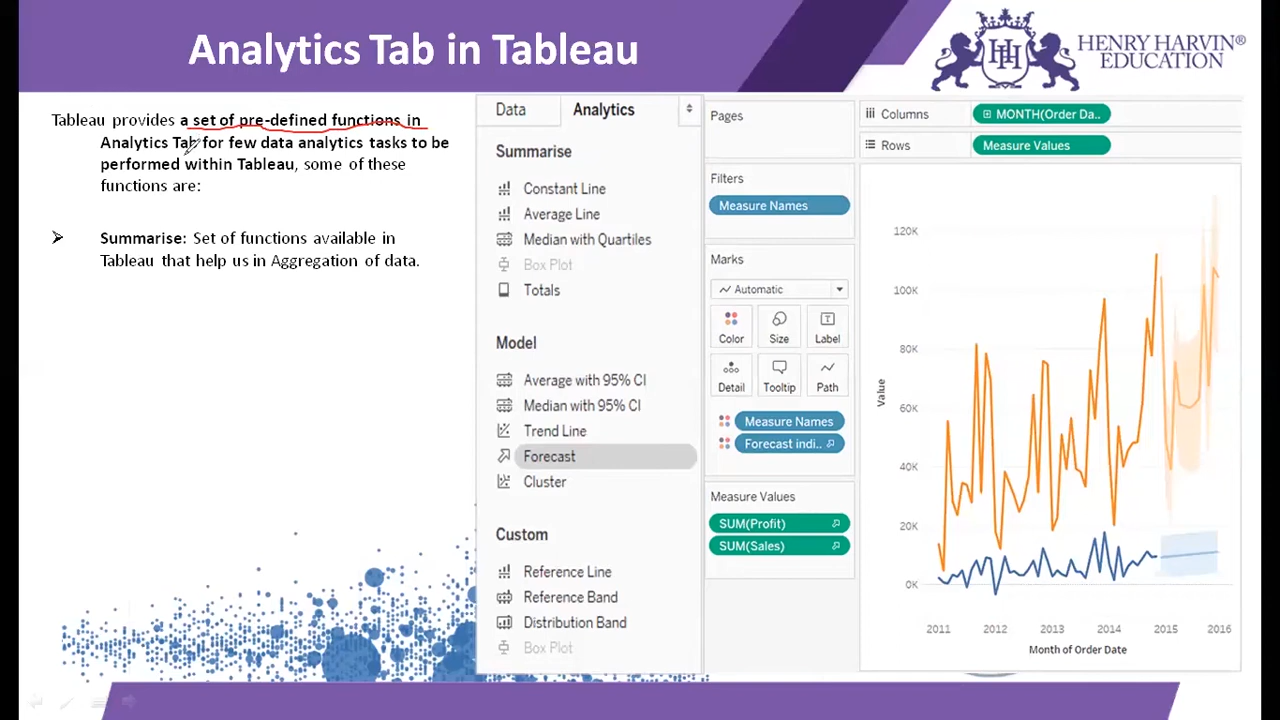 Analytics Tab in Tableau
HENRY HARVIN®
EDUCATION
Tableau provides a set of pre-defined functions in
Analytics Tab for few data analytics tasks to be
performed within Tableau, some of these
functions are:
Summarise: Set of functions available in
Tableau that help us in Aggregation of data.
Data
Analytics
Summarise
Constant Line
Average Line
Median with Quartiles
Box Plot
Totals
Model
Average with 95% CI
Median with 95% CI
Trend Line
Forecast
Cluster
Custom
Reference Line
Reference Band
Distribution Band
Box Plot
Pages
Filters
Measure Names
Marks
Automatic
Color
Size
Label
Detail
Tooltip
Path
Measure Names
Forecast indi..
Measure Values
SUM(Profit)
SUM(Sales)
Columns
MONTH(Order Da..
Rows
Measure Values
120K
100K
80K
60K
40K
20K
0K
Value
2011
2012
2013
2014
2015
2016
Month of Order Date